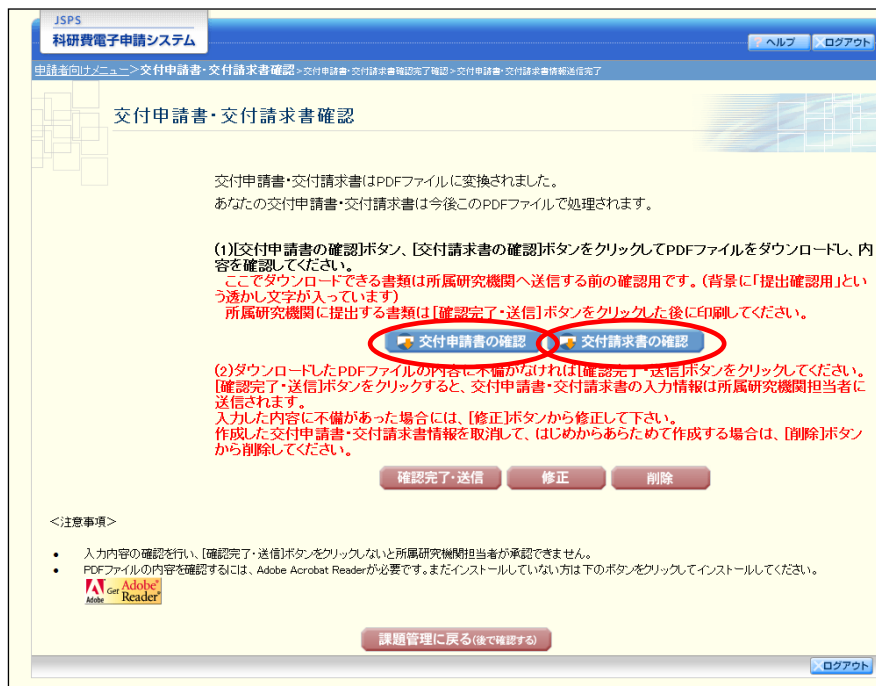 JSPS
科研費電子申請システム
? ヘルプ
ログアウト
申請者向けメニュー>交付申請書・交付請求書確認>交付申請書・交付請求書確認完了確認>交付申請書・交付請求書情報送信完了
交付申請書・交付請求書確認
交付申請書・交付請求書はPDFファイルに変換されました。
あなたの交付申請書・交付請求書は今後このPDFファイルで処理されます。
(1)[交付申請書の確認]ボタン、[交付請求書の確認]ボタンをクリックしてPDFファイルをダウンロードし、内
容を確認してください。
ここでダウンロードできる書類は所属研究機関へ送信する前の確認用です。(背景に「提出確認用」とい
う透かし文字が入っています)
所属研究機関に提出する書類は[確認完了・送信]ボタンをクリックした後に印刷してください。
交付申請書の確認
交付請求書の確認
(2)ダウンロードしたPDFファイルの内容に不備がなければ[確認完了・送信]ボタンをクリックしてください。
[確認完了・送信]ボタンをクリックすると、交付申請書・交付請求書の入力情報は所属研究機関担当者に
送信されます。
入力した内容に不備があった場合には、[修正]ボタンから修正して下さい。
作成した交付申請書・交付請求書情報を取消して、はじめからあらためて作成する場合は、[削除]ボタン
から削除してください。
確認完了・送信
修正
削除
<注意事項>
• 入力内容の確認を行い、[確認完了・送信]ボタンをクリックしないと所属研究機関担当者が承認できません。
• PDFファイルの内容を確認するには、Adobe Acrobat Readerが必要です。まだインストールしていない方は下のボタンをクリックしてインストールしてください。
Adobe Get Adobe® Reader®
課題管理に戻る(後で確認する)
ログアウト